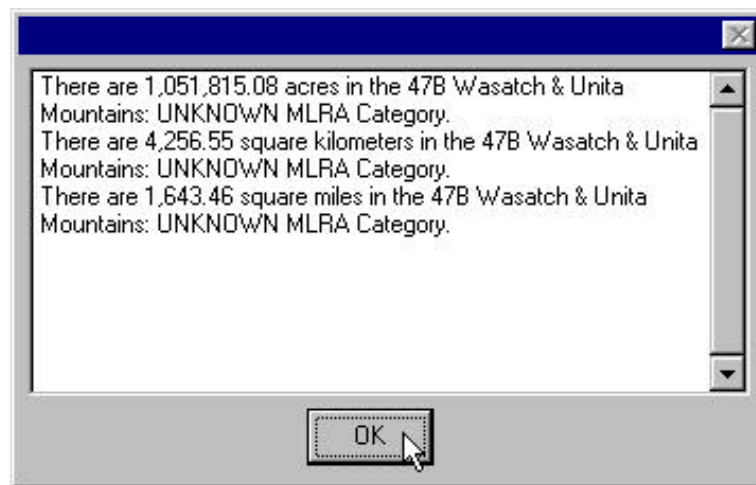 There are 1,051,815.08 acres in the 47B Wasatch & Unita
Mountains: UNKNOWN MLRA Category.
There are 4,256.55 square kilometers in the 47B Wasatch & Unita
Mountains: UNKNOWN MLRA Category.
There are 1,643.46 square miles in the 47B Wasatch & Unita
Mountains: UNKNOWN MLRA Category.
OK